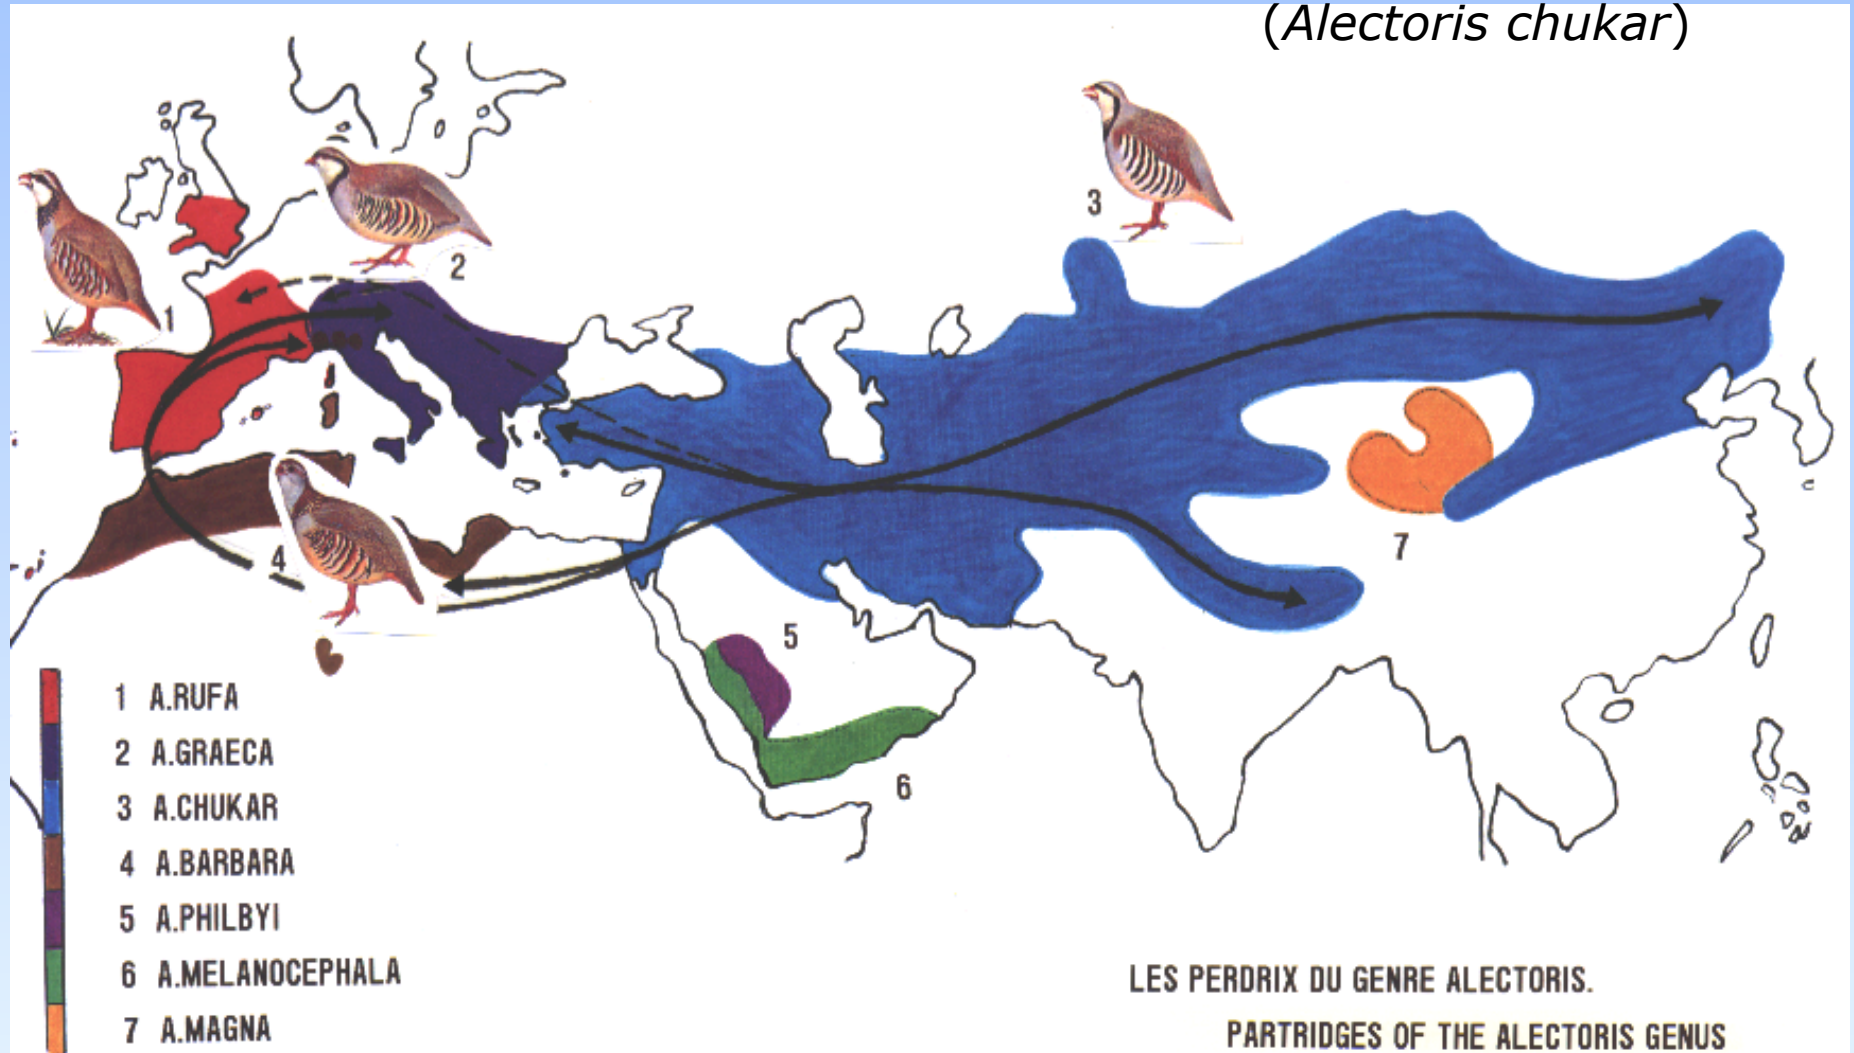 (Alectoris chukar)
3
2
1
4
7
5
6
1 A.RUFA
2 A.GRAECA
3 A.CHUKAR
4 A.BARBARA
5 A.PHILBYI
6 A.MELANOCEPHALA
7 A.MAGNA
LES PERDRIX DU GENRE ALECTORIS.
PARTRIDGES OF THE ALECTORIS GENUS